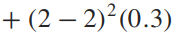 + (2 – 2)²(0.3)